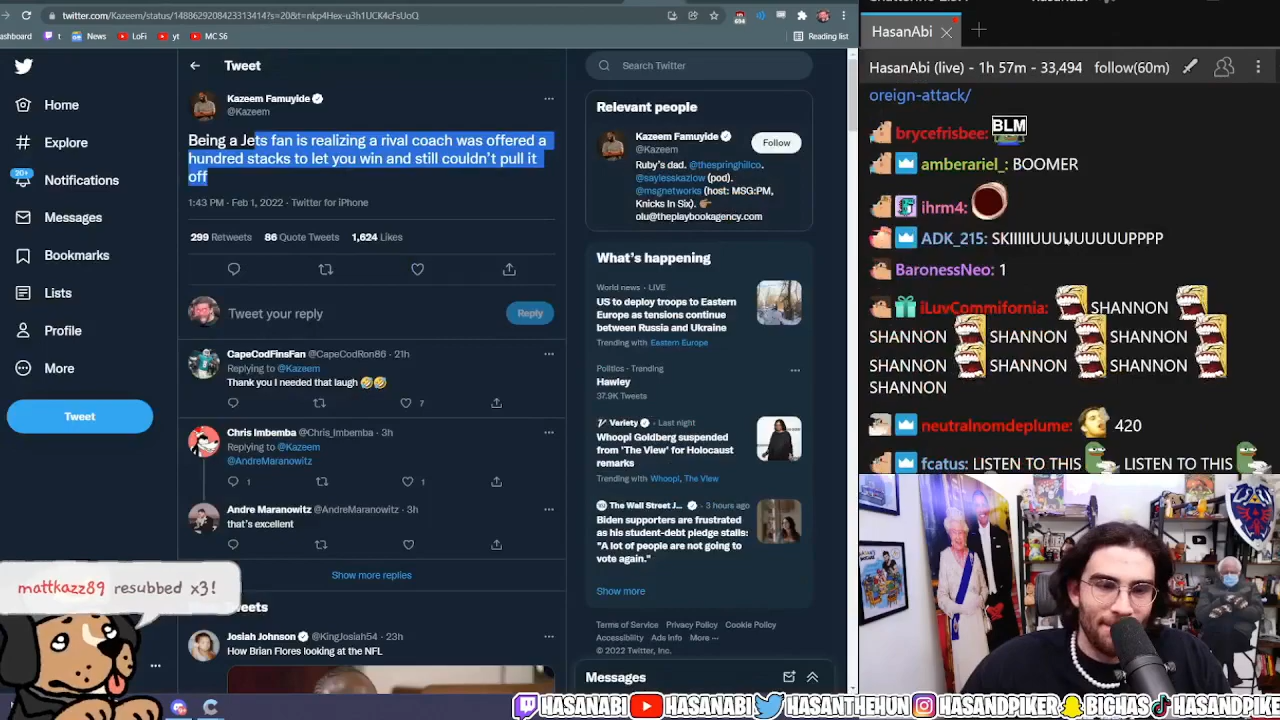 twitter.com/Kazeem/status/1488629208423313414?s=20&t=nkp4Hex-u3h1UCK4cFsUoQ
ashboard
t
News
LoFi
yt
MC.36
Reading list
Home
Explore
20+
Notifications
Messages
Bookmarks
Lists
Profile
More
Tweet
Tweet
Kazeem Famuyide
@Kazeem
Being a Jets fan is realizing a rival coach was offered a
hundred stacks to let you win and still couldn't pull it
off
1:43 PM · Feb 1, 2022 · Twitter for iPhone
299 Retweets 86 Quote Tweets 1,624 Likes
Tweet your reply
Reply
CapeCodFinsFan @CapeCodRon86 · 21h
Replying to @Kazeem
Thank you I needed that laugh 🤣🤣
7
Chris Imbemba @Chris_Imbemba · 3h
Replying to @Kazeem
@AndreMaranowitz
1 1
Andre Maranowitz @AndreMaranowitz · 3h
that's excellent
Show more replies
Josiah Johnson @KingJosiah54 · 23h
How Brian Flores looking at the NFL
Search Twitter
Relevant people
Kazeem Famuyide
@Kazeem
Follow
Ruby's dad. @thespringhillco.
@saylesskazlow (pod).
@msgnetworks (host: MSG:PM,
Knicks In Six).
olu@theplaybookagency.com
What's happening
World news · LIVE
US to deploy troops to Eastern
Europe as tensions continue
between Russia and Ukraine
Trending with Eastern Europe
Politics · Trending
Hawley
37.9K Tweets
Variety · Last night
Whoopi Goldberg suspended
from 'The View' for Holocaust
remarks
Trending with Whoopi, The View
The Wall Street J... · 3 hours ago
Biden supporters are frustrated
as his student-debt pledge stalls:
"A lot of people are not going to
vote again."
Show more
Terms of Service Privacy Policy Cookie Policy
Accessibility Ads info More ···
© 2022 Twitter, Inc.
Messages
mattkazz89 resubbed x3!
HasanAbi
HasanAbi (live) - 1h 57m - 33,494 follow(60m)
oreign-attack/
brycefrisbee: BLM
amberariel_: BOOMER
ihrm4:
ADK_215: SKIIIIIUUUUUUUUUPPPP
BaronessNeo: 1
iLuvCommifornia: SHANNON
SHANNON SHANNON SHANNON
SHANNON SHANNON SHANNON
SHANNON
neutralnomdeplume: 420
fcatus: LISTEN TO THIS LISTEN TO THIS
HASANABI HASANABI HASANTHEHUN HASANDPIKER BIGHAS HASANDPIKE